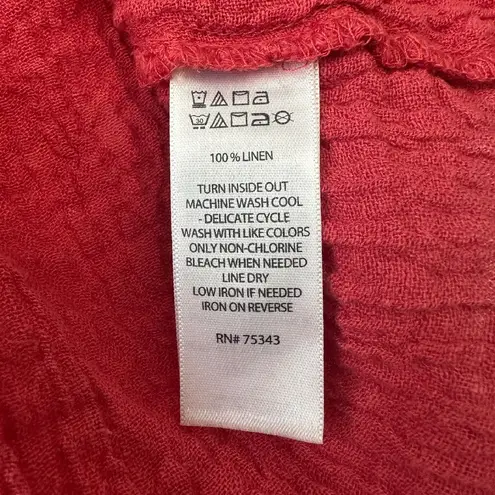 30
100 % LINEN
TURN INSIDE OUT
MACHINE WASH COOL
- DELICATE CYCLE
WASH WITH LIKE COLORS
ONLY NON-CHLORINE
BLEACH WHEN NEEDED
LINE DRY
LOW IRON IF NEEDED
IRON ON REVERSE
RN# 75343